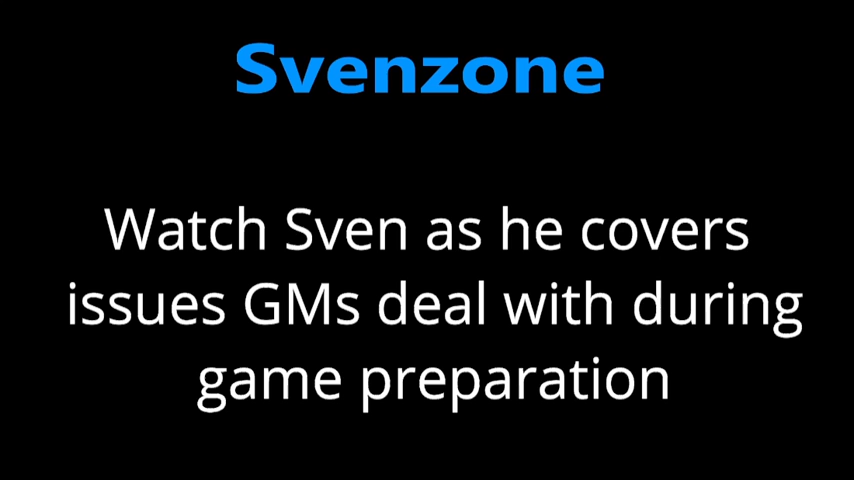 Svenzone
Watch Sven as he covers
issues GMs deal with during
game preparation